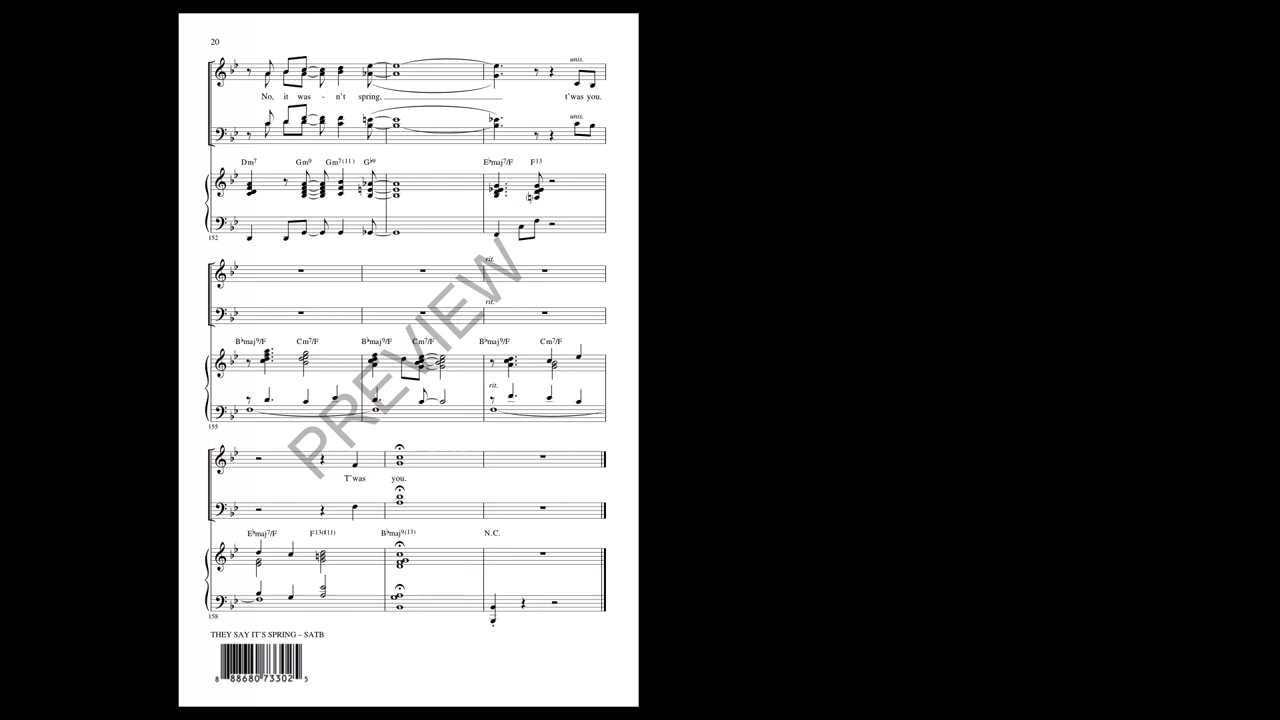 20
unis.
No, it was - n't spring, t'was you.
unis.
Dm7 Gm9 Gm7(11) G♭9 E♭maj7/F F13
152
rit.
rit.
B♭maj9/F Cm7/F B♭maj9/F Cm7/F B♭maj9/F Cm7/F
rit.
155
T'was you.
E♭maj7/F F13(♯11) B♭maj9(13) N.C.
158
THEY SAY IT'S SPRING – SATB
8 88680 73302 5
PREVIEW